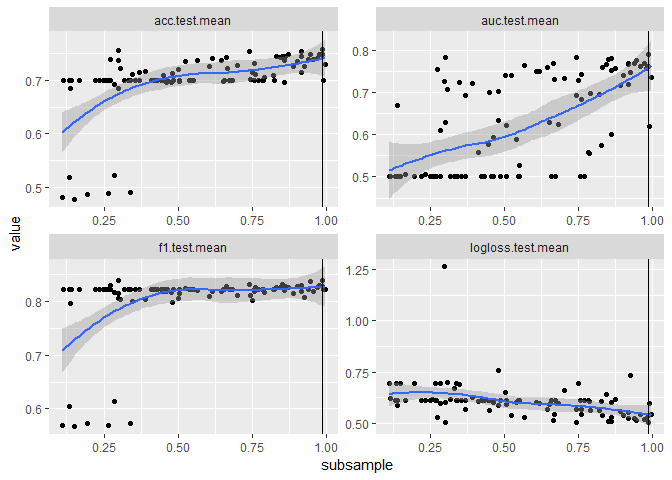 acc.test.mean
auc.test.mean
0.7
0.6
0.5
0.8
0.7
0.6
0.5
0.25 0.50 0.75 1.00
0.25 0.50 0.75 1.00
value
f1.test.mean
logloss.test.mean
0.8
0.7
0.6
1.25
1.00
0.75
0.50
0.25 0.50 0.75 1.00
0.25 0.50 0.75 1.00
subsample